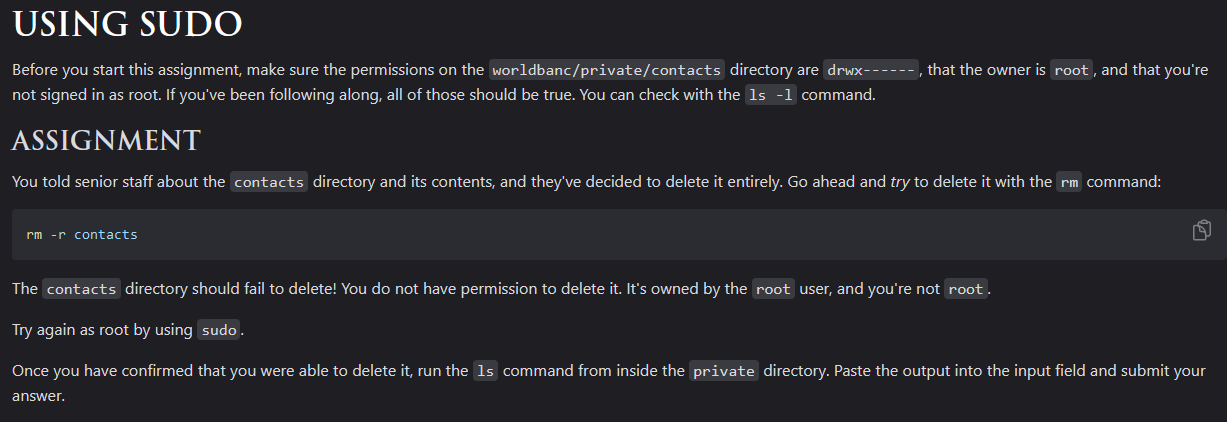 USING SUDO
Before you start this assignment, make sure the permissions on the worldbanc/private/contacts directory are drwx------, that the owner is root, and that you're
not signed in as root. If you've been following along, all of those should be true. You can check with the ls -l command.
ASSIGNMENT
You told senior staff about the contacts directory and its contents, and they've decided to delete it entirely. Go ahead and try to delete it with the rm command:
rm -r contacts
The contacts directory should fail to delete! You do not have permission to delete it. It's owned by the root user, and you're not root.
Try again as root by using sudo.
Once you have confirmed that you were able to delete it, run the ls command from inside the private directory. Paste the output into the input field and submit your
answer.